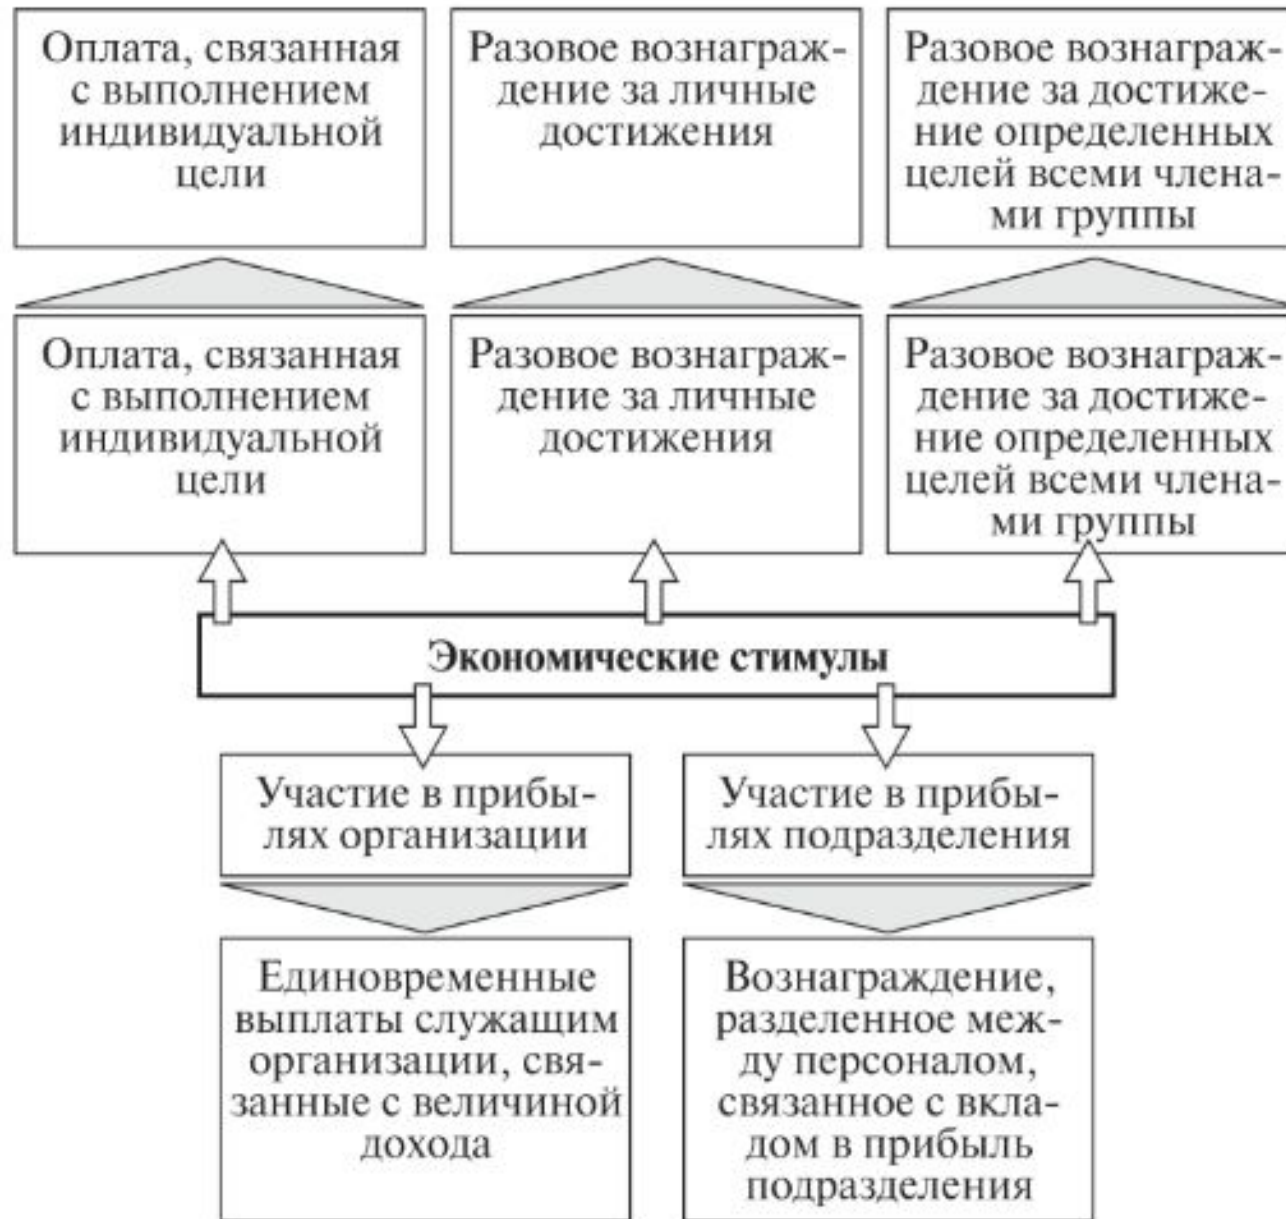 Оплата, связанная
с выполнением
индивидуальной
цели
Разовое вознаграж-
дение за личные
достижения
Разовое вознаграж-
дение за достиже-
ние определенных
целей всеми члена-
ми группы
Оплата, связанная
с выполнением
индивидуальной
цели
Разовое вознаграж-
дение за личные
достижения
Разовое вознаграж-
дение за достиже-
ние определенных
целей всеми члена-
ми группы
Экономические стимулы
Участие в прибы-
лях организации
Участие в прибы-
лях подразделения
Единовременные
выплаты служащим
организации, свя-
занные с величиной
дохода
Вознаграждение,
разделенное меж-
ду персоналом,
связанное с вкла-
дом в прибыль
подразделения